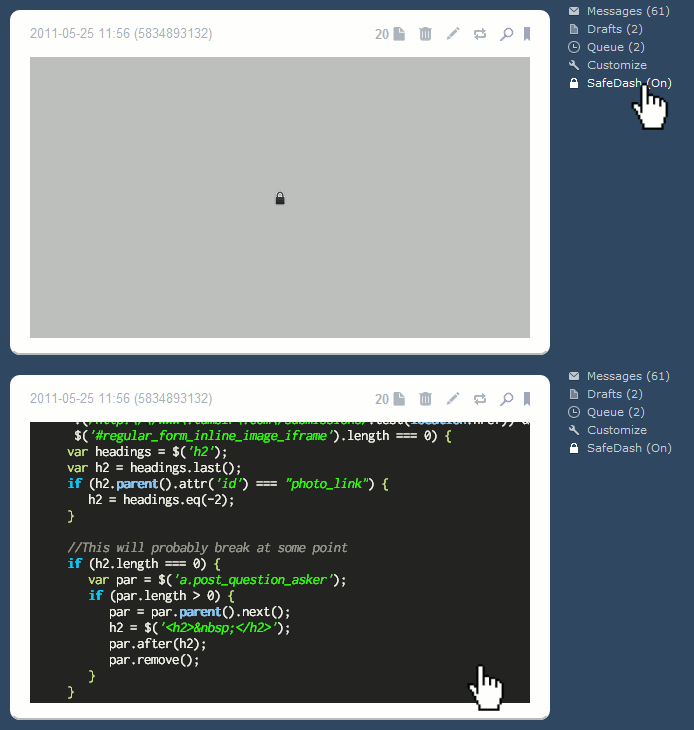 2011-05-25 11:56 (5834893132)
20
Messages (61)
Drafts (2)
Queue (2)
Customize
SafeDash (On)
2011-05-25 11:56 (5834893132)
20
Messages (61)
Drafts (2)
Queue (2)
Customize
SafeDash (On)
$('#regular_form_inline_image_iframe').length === 0) {
var headings = $('h2');
var h2 = headings.last();
if (h2.parent().attr('id') === "photo_link") {
h2 = headings.eq(-2);
}
//This will probably break at some point
if (h2.length === 0) {
var par = $('a.post_question_asker');
if (par.length > 0) {
par = par.parent().next();
h2 = $('<h2>&nbsp;</h2>');
par.after(h2);
par.remove();
}
}